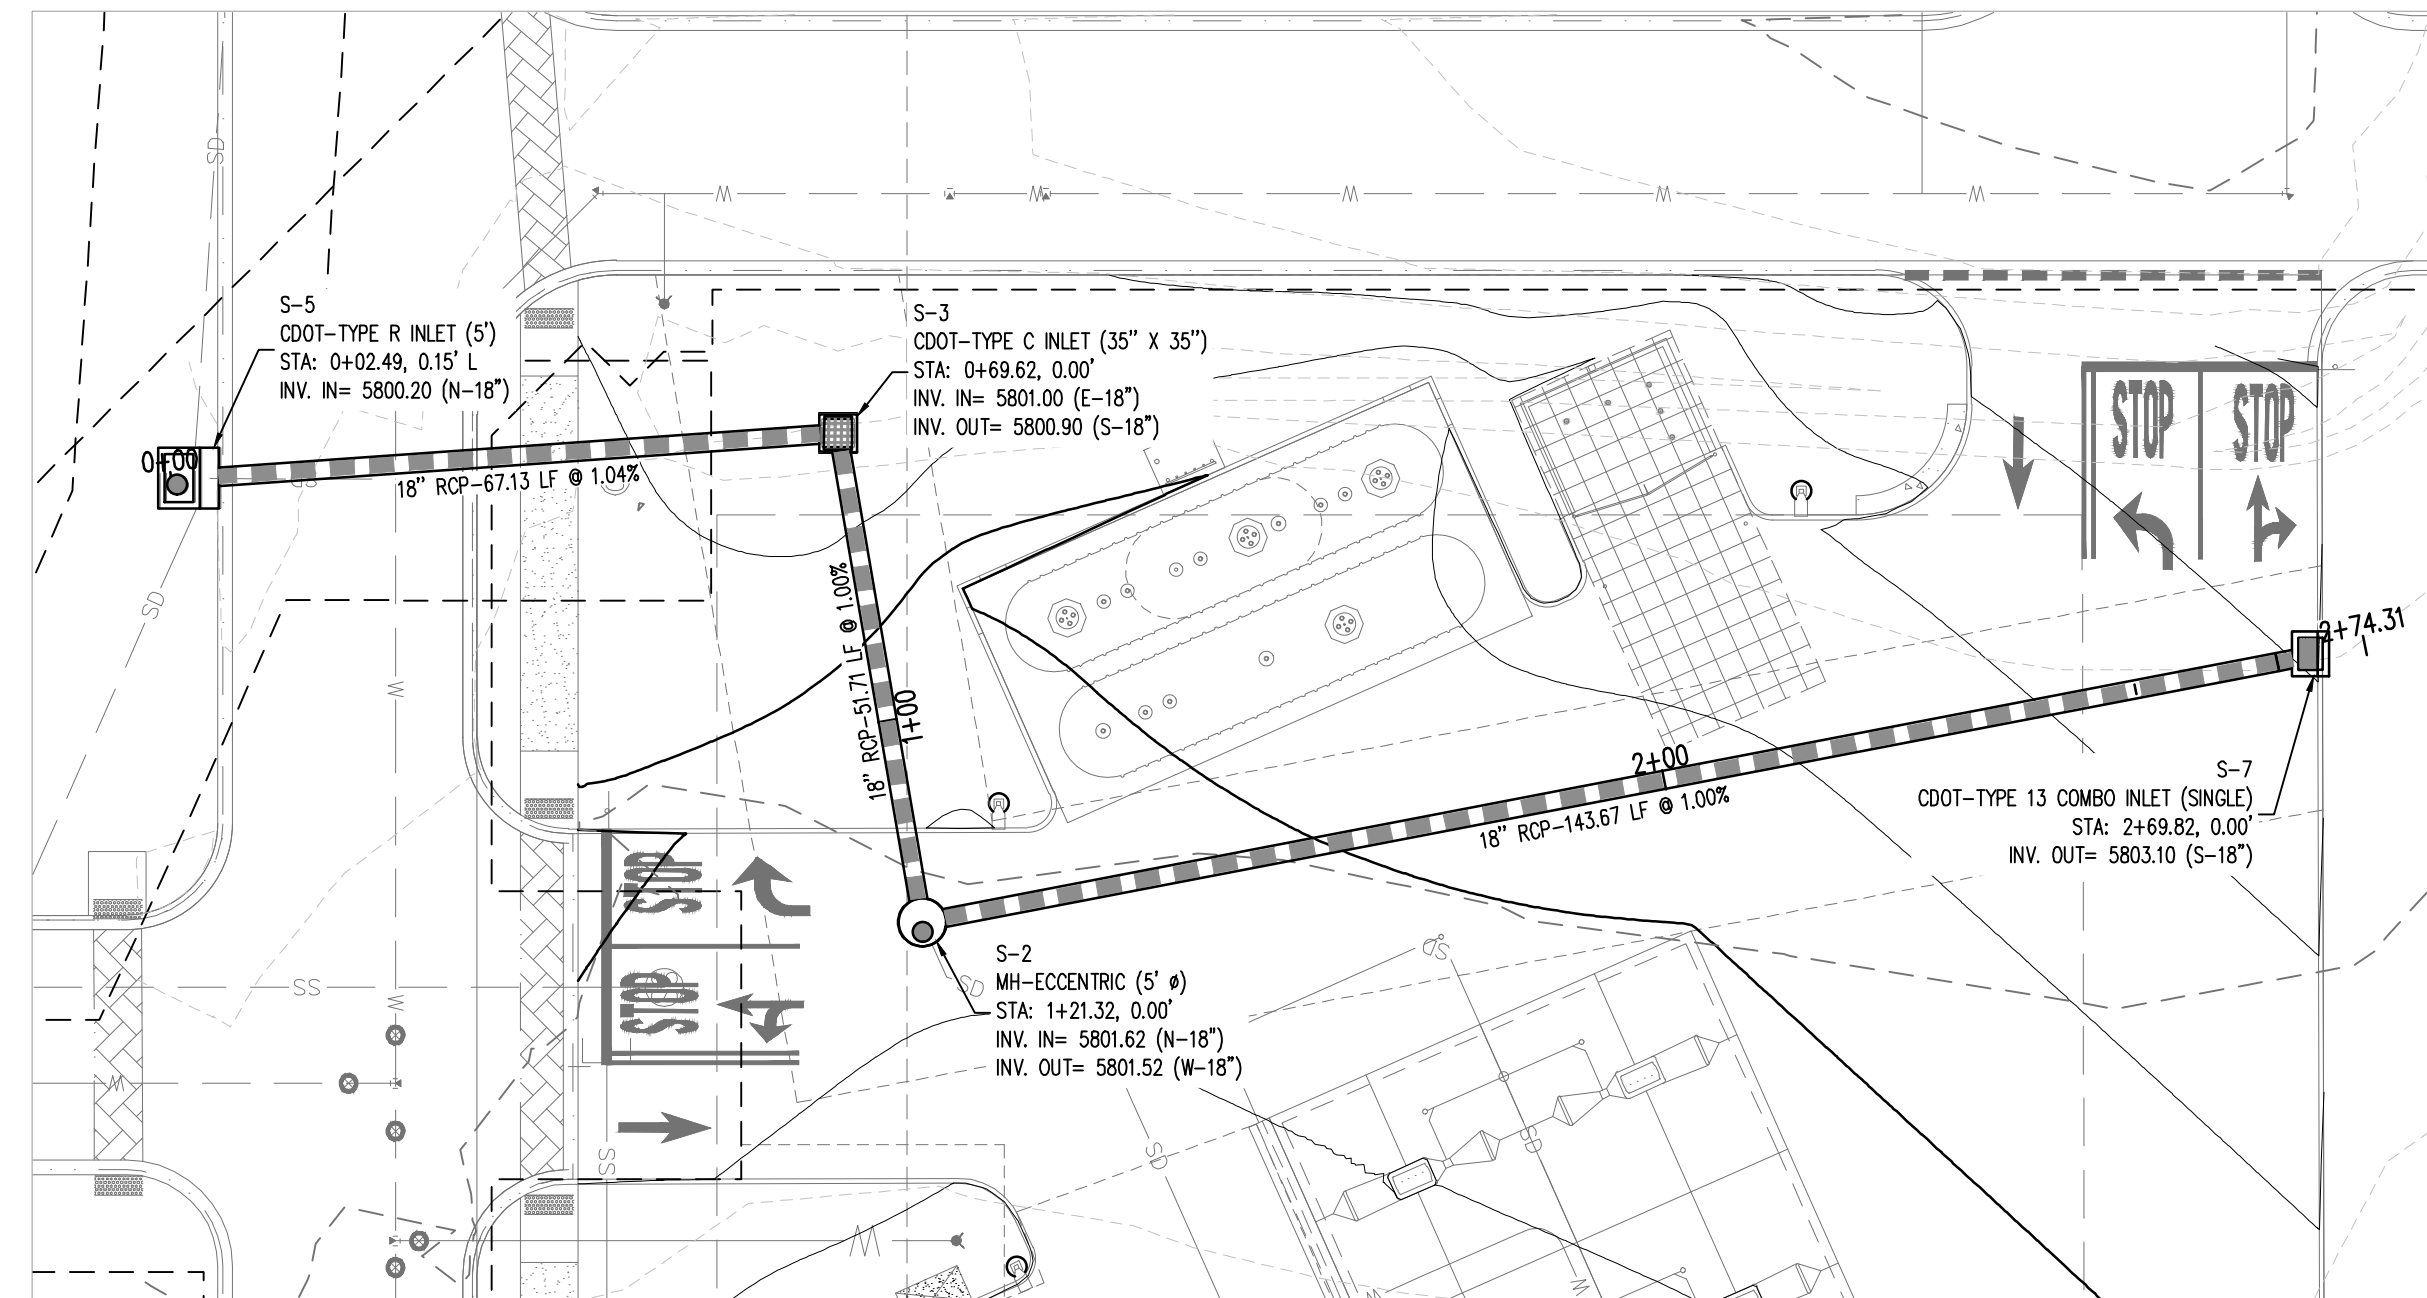 SD
W
W
W
W
W
S-5
CDOT-TYPE R INLET (5')
STA: 0+02.49, 0.15' L
INV. IN= 5800.20 (N-18")
S-3
CDOT-TYPE C INLET (35" X 35")
STA: 0+69.62, 0.00'
INV. IN= 5801.00 (E-18")
INV. OUT= 5800.90 (S-18")
STOP
STOP
0+00
18" RCP-67.13 LF @ 1.04%
SD
SD
18" RCP-51.71 LF @ 1.00%
1+00
2+74.31
W
2+00
18" RCP-143.67 LF @ 1.00%
S-7
CDOT-TYPE 13 COMBO INLET (SINGLE)
STA: 2+69.82, 0.00'
INV. OUT= 5803.10 (S-18")
STOP
STOP
S-2
MH-ECCENTRIC (5' ø)
STA: 1+21.32, 0.00'
INV. IN= 5801.62 (N-18")
INV. OUT= 5801.52 (W-18")
SD
SD
SS
W
W
SS
SD
SD
W
W
W